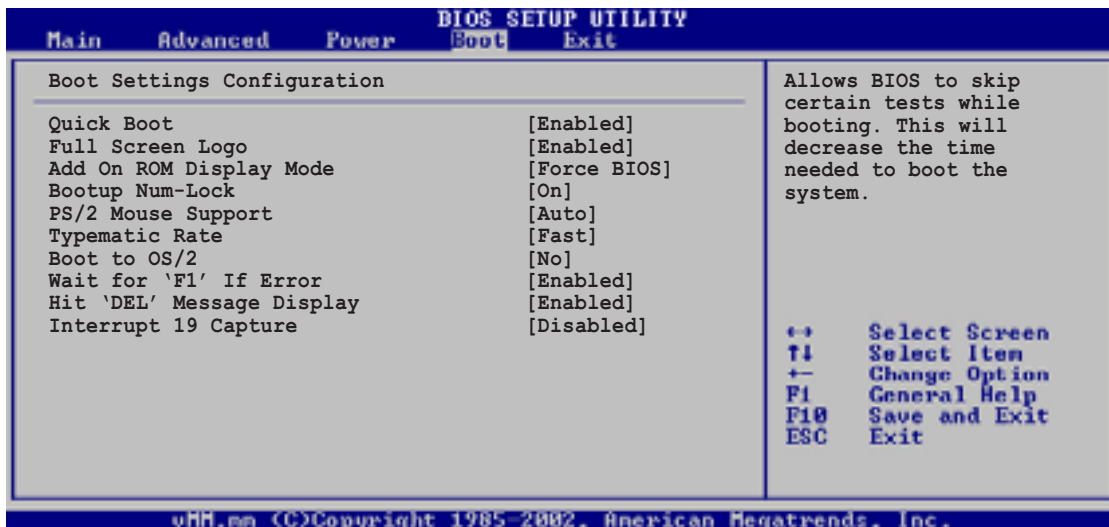 BIOS SETUP UTILITY
Main Advanced Power Boot Exit
Boot Settings Configuration
Quick Boot [Enabled]
Full Screen Logo [Enabled]
Add On ROM Display Mode [Force BIOS]
Bootup Num-Lock [On]
PS/2 Mouse Support [Auto]
Typematic Rate [Fast]
Boot to OS/2 [No]
Wait for ‘F1’ If Error [Enabled]
Hit ‘DEL’ Message Display [Enabled]
Interrupt 19 Capture [Disabled]
Allows BIOS to skip
certain tests while
booting. This will
decrease the time
needed to boot the
system.
↔ Select Screen
↑↓ Select Item
+- Change Option
F1 General Help
F10 Save and Exit
ESC Exit
vMM.mm (C)Copyright 1985-2002, American Megatrends, Inc.